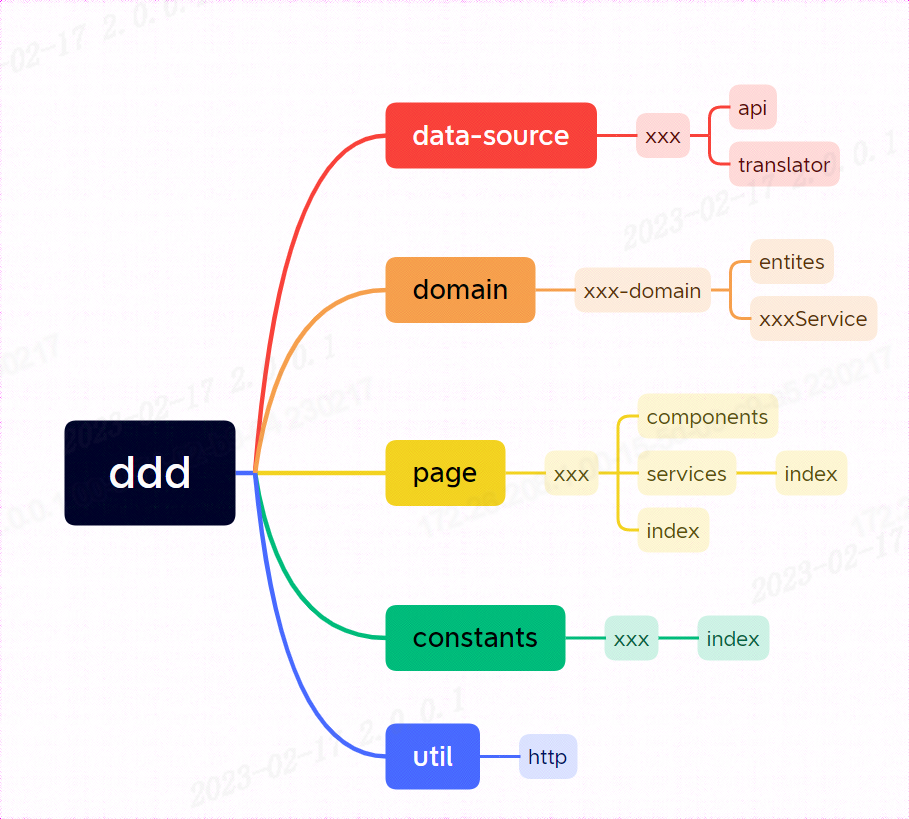 data-source
xxx
api
translator
domain
xxx-domain
entites
xxxService
ddd
page
xxx
components
services
index
index
constants
xxx
index
util
http